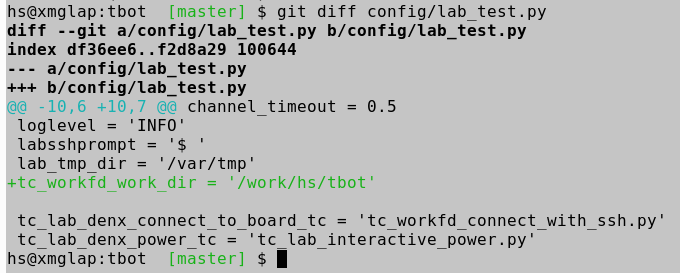 hs@xmglap:tbot  [master] $ git diff config/lab_test.py
diff --git a/config/lab_test.py b/config/lab_test.py
index df36ee6..f2d8a29 100644
--- a/config/lab_test.py
+++ b/config/lab_test.py
@@ -10,6 +10,7 @@ channel_timeout = 0.5
 loglevel = 'INFO'
 labsshprompt = '$ '
 lab_tmp_dir = '/var/tmp'
+tc_workfd_work_dir = '/work/hs/tbot'
 tc_lab_denx_connect_to_board_tc = 'tc_workfd_connect_with_ssh.py'
 tc_lab_denx_power_tc = 'tc_lab_interactive_power.py'
hs@xmglap:tbot  [master] $